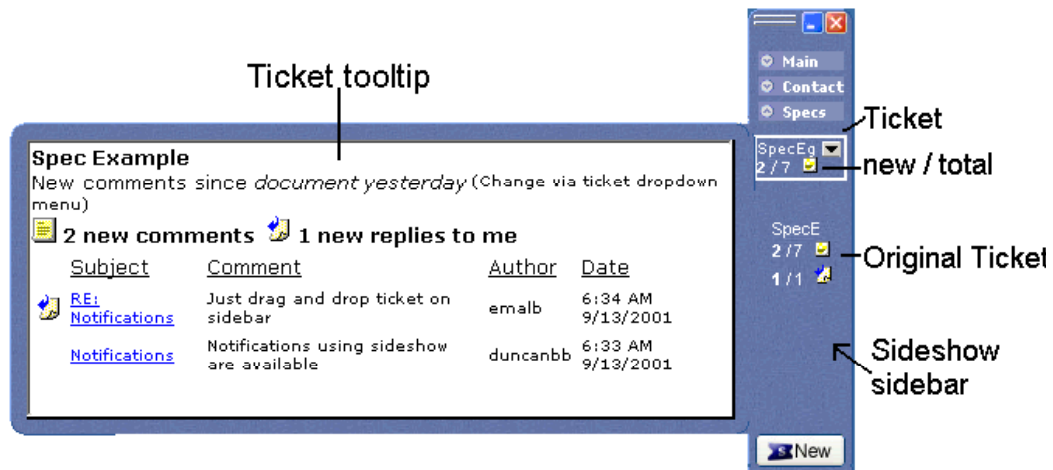 Ticket tooltip
Spec Example
New comments since document yesterday (Change via ticket dropdown
menu)
2 new comments 1 new replies to me
Subject Comment Author Date
RE:
Notifications
Just drag and drop ticket on
sidebar
emalb
6:34 AM
9/13/2001
Notifications
Notifications using sideshow
are available
duncanbb
6:33 AM
9/13/2001
Main
Contact
Specs
SpecEg
2/7
Ticket
new / total
SpecE
2/7
1/1
Original Ticket
Sideshow
sidebar
New